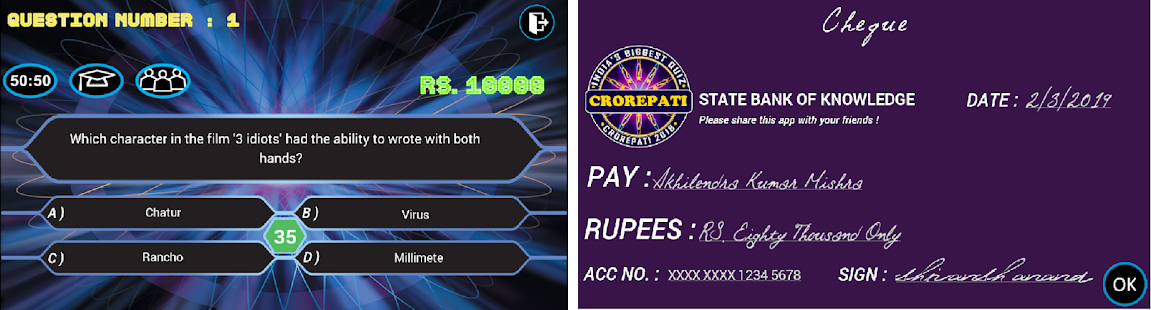 QUESTION NUMBER : 1
50:50
RS. 10000
Which character in the film '3 idiots' had the ability to wrote with both
hands?
A) Chatur
B) Virus
35
C) Rancho
D) Millimete
Cheque
INDIA'S BIGGEST QUIZ
CROREPATI
CROREPATI 2018
STATE BANK OF KNOWLEDGE
DATE : 2/3/2019
Please share this app with your friends !
PAY : Akhilendra Kumar Mishra
RUPEES : RS. Eighty Thousand Only
ACC NO. : XXXX XXXX 1234 5678
SIGN :
OK